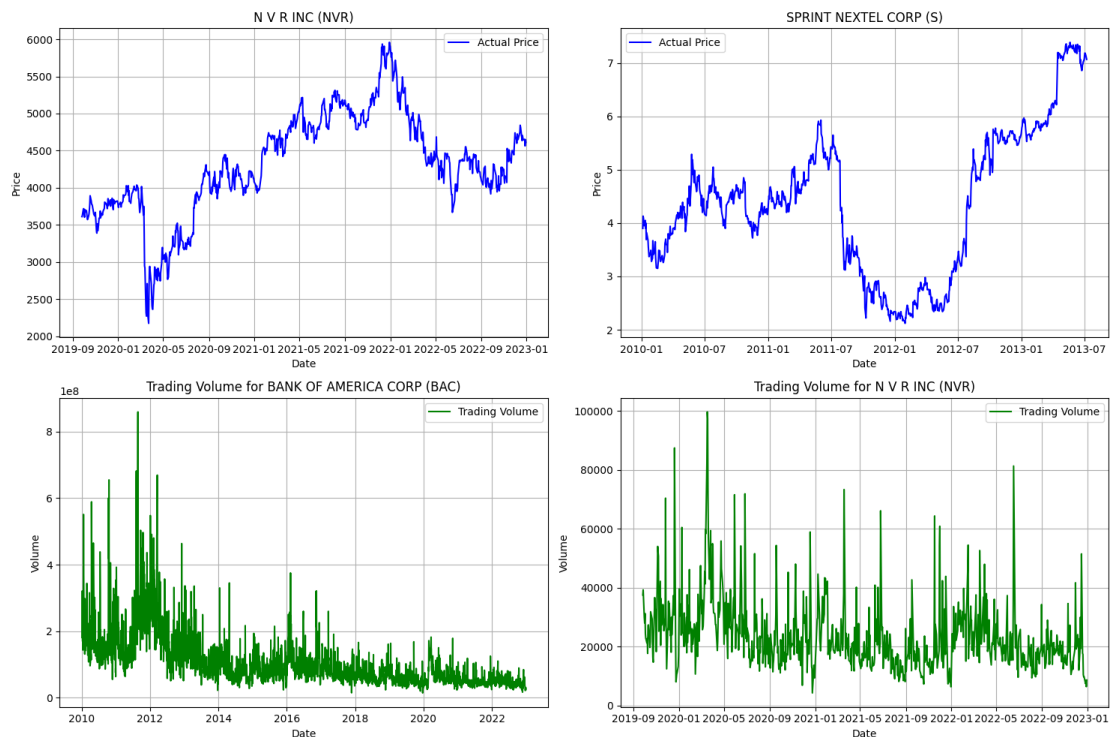 N V R INC (NVR)
Actual Price
Price
6000
5500
5000
4500
4000
3500
3000
2500
2000
2019-09 2020-01 2020-05 2020-09 2021-01 2021-05 2021-09 2022-01 2022-05 2022-09 2023-01
Date
SPRINT NEXTEL CORP (S)
Actual Price
Price
7
6
5
4
3
2
2010-01 2010-07 2011-01 2011-07 2012-01 2012-07 2013-01 2013-07
Date
Trading Volume for BANK OF AMERICA CORP (BAC)
1e8
Trading Volume
Volume
8
6
4
2
0
2010 2012 2014 2016 2018 2020 2022
Date
Trading Volume for N V R INC (NVR)
Trading Volume
Volume
100000
80000
60000
40000
20000
0
2019-09 2020-01 2020-05 2020-09 2021-01 2021-05 2021-09 2022-01 2022-05 2022-09 2023-01
Date